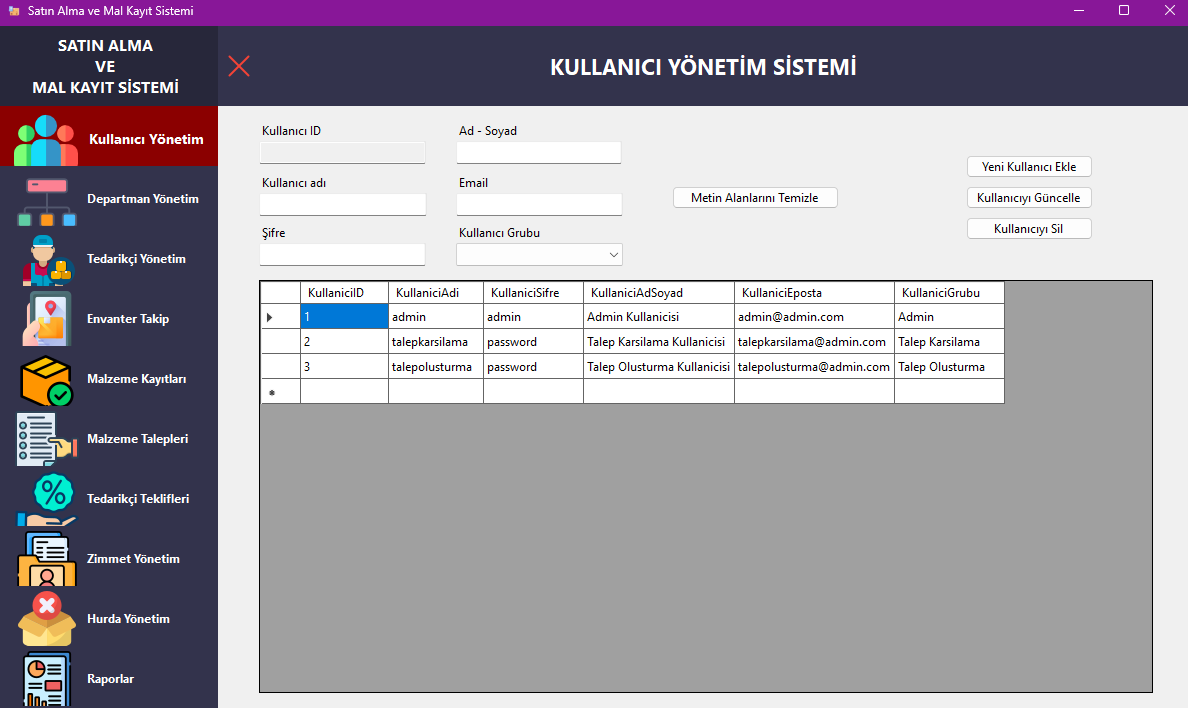 Satın Alma ve Mal Kayıt Sistemi
SATIN ALMA
VE
MAL KAYIT SİSTEMİ
KULLANICI YÖNETİM SİSTEMİ
Kullanıcı Yönetim
Departman Yönetim
Tedarikçi Yönetim
Envanter Takip
Malzeme Kayıtları
Malzeme Talepleri
Tedarikçi Teklifleri
Zimmet Yönetim
Hurda Yönetim
Raporlar
Kullanıcı ID
Ad - Soyad
Kullanıcı adı
Email
Şifre
Kullanıcı Grubu
Metin Alanlarını Temizle
Yeni Kullanıcı Ekle
Kullanıcıyı Güncelle
Kullanıcıyı Sil
KullaniciID KullaniciAdi KullaniciSifre KullaniciAdSoyad KullaniciEposta KullaniciGrubu
1 admin admin Admin Kullanicisi admin@admin.com Admin
2 talepkarsilama password Talep Karsilama Kullanicisi talepkarsilama@admin.com Talep Karsilama
3 talepolusturma password Talep Olusturma Kullanicisi talepolusturma@admin.com Talep Olusturma